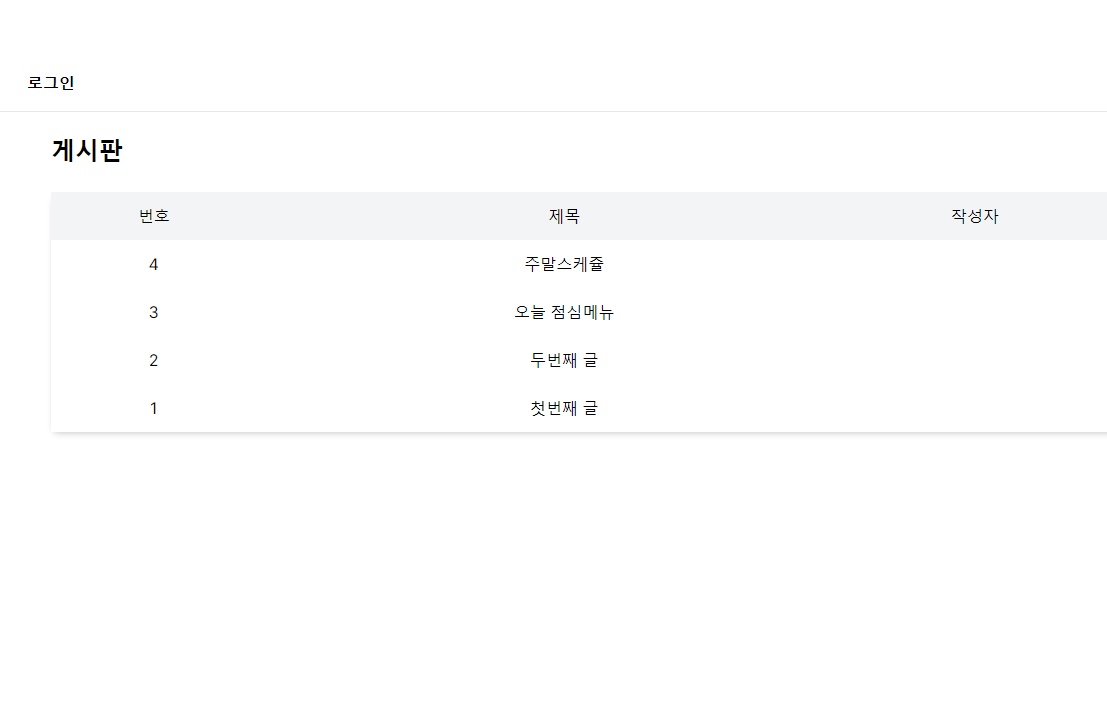 로그인
게시판
번호 제목 작성자
4 주말스케쥴
3 오늘 점심메뉴
2 두번째 글
1 첫번째 글